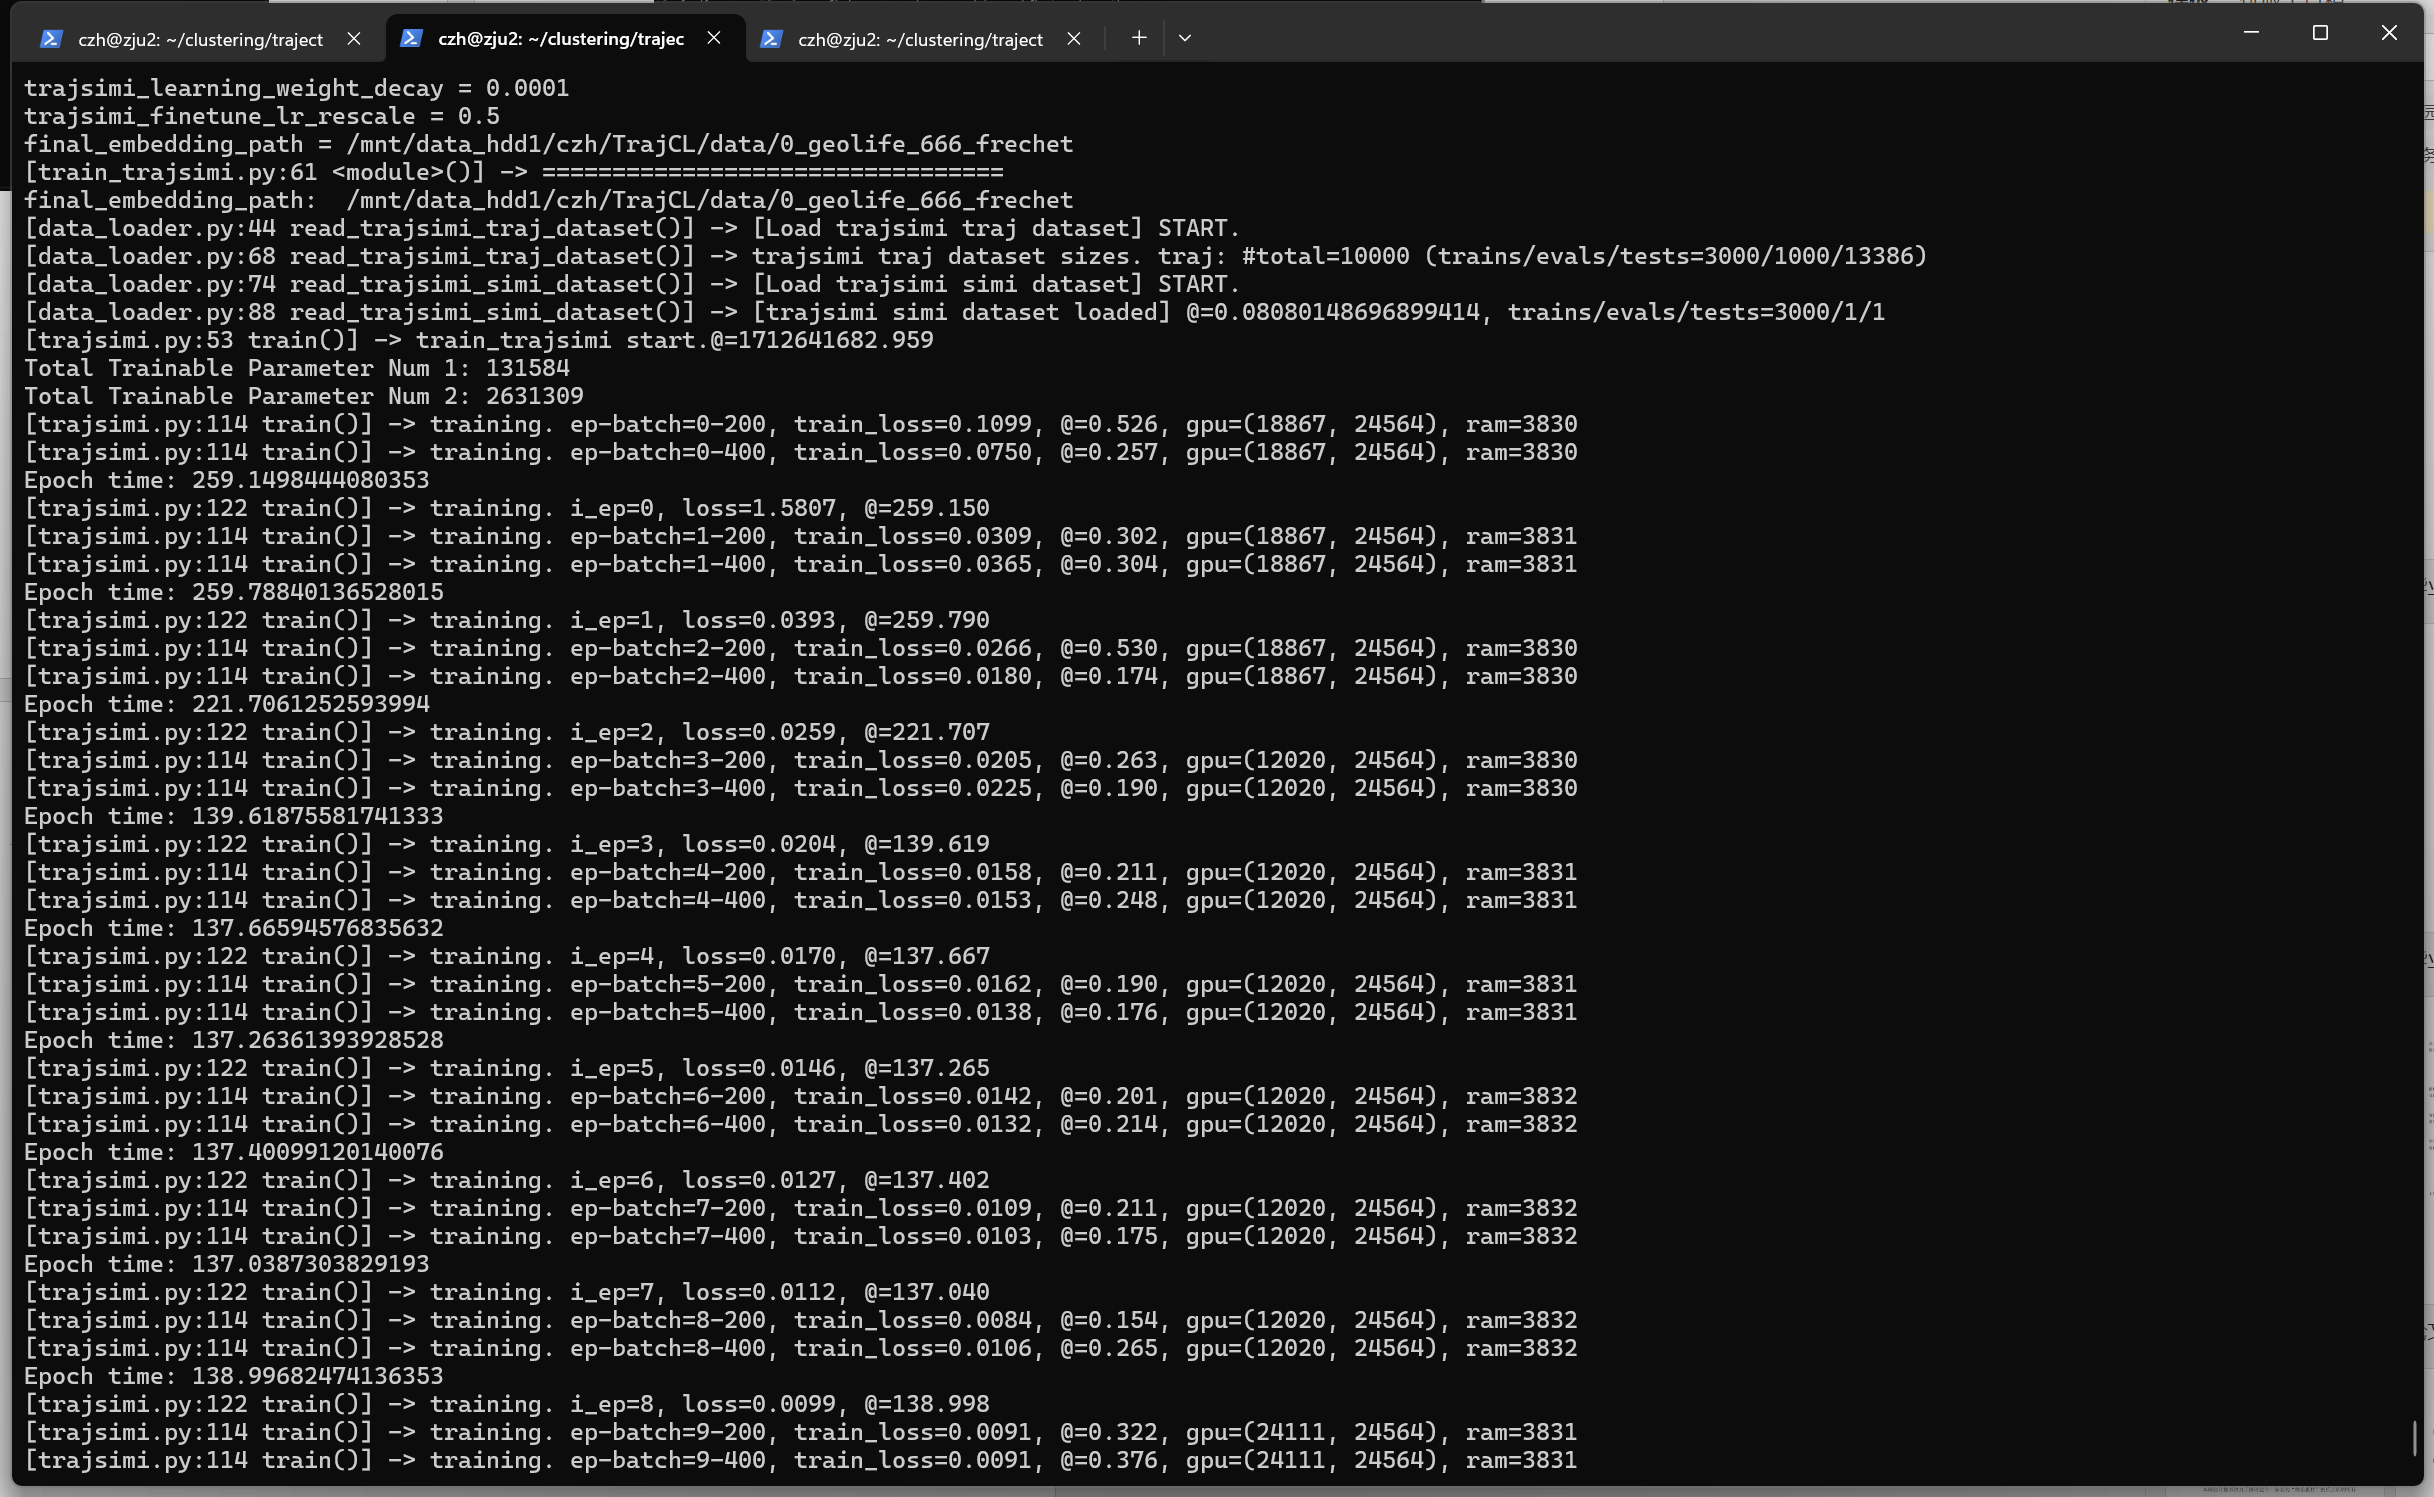 czh@zju2: ~/clustering/traject
czh@zju2: ~/clustering/trajec
czh@zju2: ~/clustering/traject
trajsimi_learning_weight_decay = 0.0001
trajsimi_finetune_lr_rescale = 0.5
final_embedding_path = /mnt/data_hdd1/czh/TrajCL/data/0_geolife_666_frechet
[train_trajsimi.py:61 <module>()] -> =================================
final_embedding_path:  /mnt/data_hdd1/czh/TrajCL/data/0_geolife_666_frechet
[data_loader.py:44 read_trajsimi_traj_dataset()] -> [Load trajsimi traj dataset] START.
[data_loader.py:68 read_trajsimi_traj_dataset()] -> trajsimi traj dataset sizes. traj: #total=10000 (trains/evals/tests=3000/1000/13386)
[data_loader.py:74 read_trajsimi_simi_dataset()] -> [Load trajsimi simi dataset] START.
[data_loader.py:88 read_trajsimi_simi_dataset()] -> [trajsimi simi dataset loaded] @=0.08080148696899414, trains/evals/tests=3000/1/1
[trajsimi.py:53 train()] -> train_trajsimi start.@=1712641682.959
Total Trainable Parameter Num 1: 131584
Total Trainable Parameter Num 2: 2631309
[trajsimi.py:114 train()] -> training. ep-batch=0-200, train_loss=0.1099, @=0.526, gpu=(18867, 24564), ram=3830
[trajsimi.py:114 train()] -> training. ep-batch=0-400, train_loss=0.0750, @=0.257, gpu=(18867, 24564), ram=3830
Epoch time: 259.1498444080353
[trajsimi.py:122 train()] -> training. i_ep=0, loss=1.5807, @=259.150
[trajsimi.py:114 train()] -> training. ep-batch=1-200, train_loss=0.0309, @=0.302, gpu=(18867, 24564), ram=3831
[trajsimi.py:114 train()] -> training. ep-batch=1-400, train_loss=0.0365, @=0.304, gpu=(18867, 24564), ram=3831
Epoch time: 259.78840136528015
[trajsimi.py:122 train()] -> training. i_ep=1, loss=0.0393, @=259.790
[trajsimi.py:114 train()] -> training. ep-batch=2-200, train_loss=0.0266, @=0.530, gpu=(18867, 24564), ram=3830
[trajsimi.py:114 train()] -> training. ep-batch=2-400, train_loss=0.0180, @=0.174, gpu=(18867, 24564), ram=3830
Epoch time: 221.7061252593994
[trajsimi.py:122 train()] -> training. i_ep=2, loss=0.0259, @=221.707
[trajsimi.py:114 train()] -> training. ep-batch=3-200, train_loss=0.0205, @=0.263, gpu=(12020, 24564), ram=3830
[trajsimi.py:114 train()] -> training. ep-batch=3-400, train_loss=0.0225, @=0.190, gpu=(12020, 24564), ram=3830
Epoch time: 139.61875581741333
[trajsimi.py:122 train()] -> training. i_ep=3, loss=0.0204, @=139.619
[trajsimi.py:114 train()] -> training. ep-batch=4-200, train_loss=0.0158, @=0.211, gpu=(12020, 24564), ram=3831
[trajsimi.py:114 train()] -> training. ep-batch=4-400, train_loss=0.0153, @=0.248, gpu=(12020, 24564), ram=3831
Epoch time: 137.66594576835632
[trajsimi.py:122 train()] -> training. i_ep=4, loss=0.0170, @=137.667
[trajsimi.py:114 train()] -> training. ep-batch=5-200, train_loss=0.0162, @=0.190, gpu=(12020, 24564), ram=3831
[trajsimi.py:114 train()] -> training. ep-batch=5-400, train_loss=0.0138, @=0.176, gpu=(12020, 24564), ram=3831
Epoch time: 137.26361393928528
[trajsimi.py:122 train()] -> training. i_ep=5, loss=0.0146, @=137.265
[trajsimi.py:114 train()] -> training. ep-batch=6-200, train_loss=0.0142, @=0.201, gpu=(12020, 24564), ram=3832
[trajsimi.py:114 train()] -> training. ep-batch=6-400, train_loss=0.0132, @=0.214, gpu=(12020, 24564), ram=3832
Epoch time: 137.40099120140076
[trajsimi.py:122 train()] -> training. i_ep=6, loss=0.0127, @=137.402
[trajsimi.py:114 train()] -> training. ep-batch=7-200, train_loss=0.0109, @=0.211, gpu=(12020, 24564), ram=3832
[trajsimi.py:114 train()] -> training. ep-batch=7-400, train_loss=0.0103, @=0.175, gpu=(12020, 24564), ram=3832
Epoch time: 137.0387303829193
[trajsimi.py:122 train()] -> training. i_ep=7, loss=0.0112, @=137.040
[trajsimi.py:114 train()] -> training. ep-batch=8-200, train_loss=0.0084, @=0.154, gpu=(12020, 24564), ram=3832
[trajsimi.py:114 train()] -> training. ep-batch=8-400, train_loss=0.0106, @=0.265, gpu=(12020, 24564), ram=3832
Epoch time: 138.99682474136353
[trajsimi.py:122 train()] -> training. i_ep=8, loss=0.0099, @=138.998
[trajsimi.py:114 train()] -> training. ep-batch=9-200, train_loss=0.0091, @=0.322, gpu=(24111, 24564), ram=3831
[trajsimi.py:114 train()] -> training. ep-batch=9-400, train_loss=0.0091, @=0.376, gpu=(24111, 24564), ram=3831